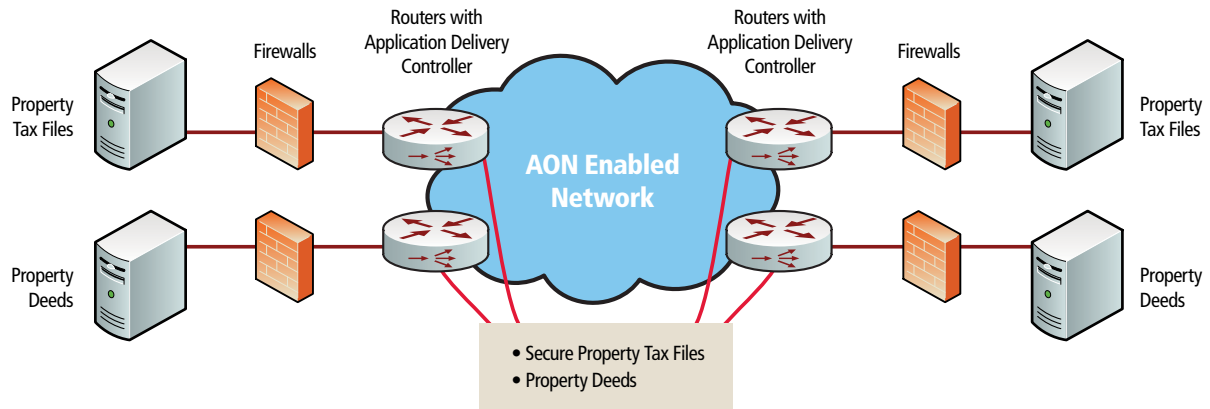 Routers with
Application Delivery
Controller
Firewalls
Property
Tax Files
Property
Deeds
AON Enabled
Network
Routers with
Application Delivery
Controller
Firewalls
Property
Tax Files
Property
Deeds
• Secure Property Tax Files
• Property Deeds